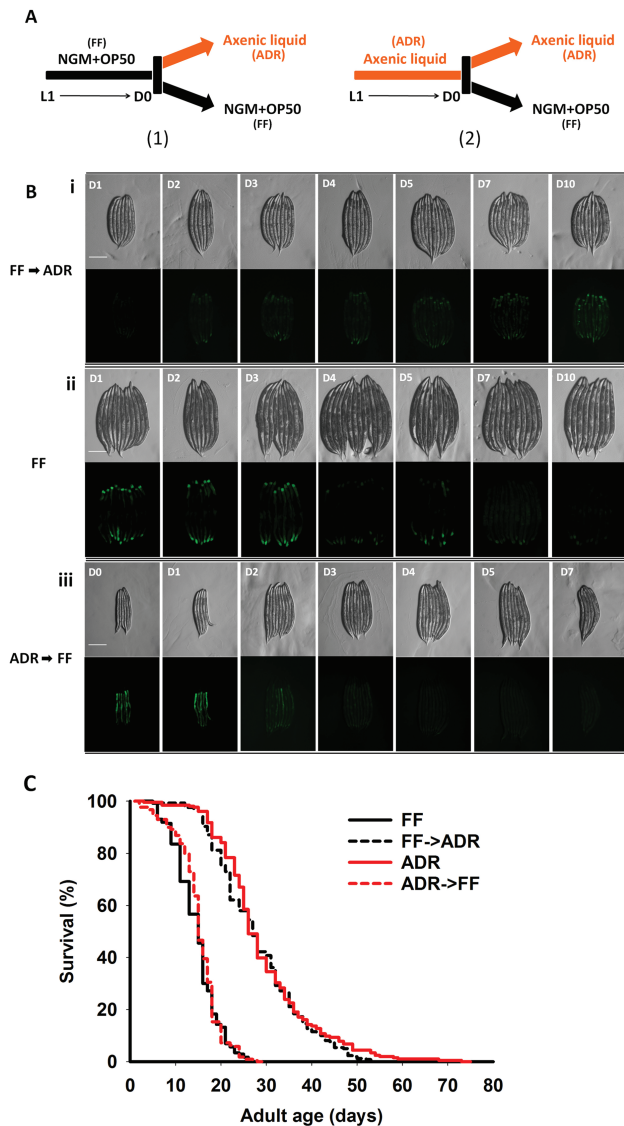 A
(FF)
NGM+OP50
Axenic liquid
(ADR)
L1
D0
NGM+OP50
(FF)
(1)
(ADR)
Axenic liquid
Axenic liquid
(ADR)
L1
D0
NGM+OP50
(FF)
(2)
B
i
D1 D2 D3 D4 D5 D7 D10
FF ➡ ADR
ii
D1 D2 D3 D4 D5 D7 D10
FF
iii
D0 D1 D2 D3 D4 D5 D7
ADR ➡ FF
C
100
80
60
40
20
0
Survival (%)
FF
FF->ADR
ADR
ADR->FF
0 10 20 30 40 50 60 70 80
Adult age (days)